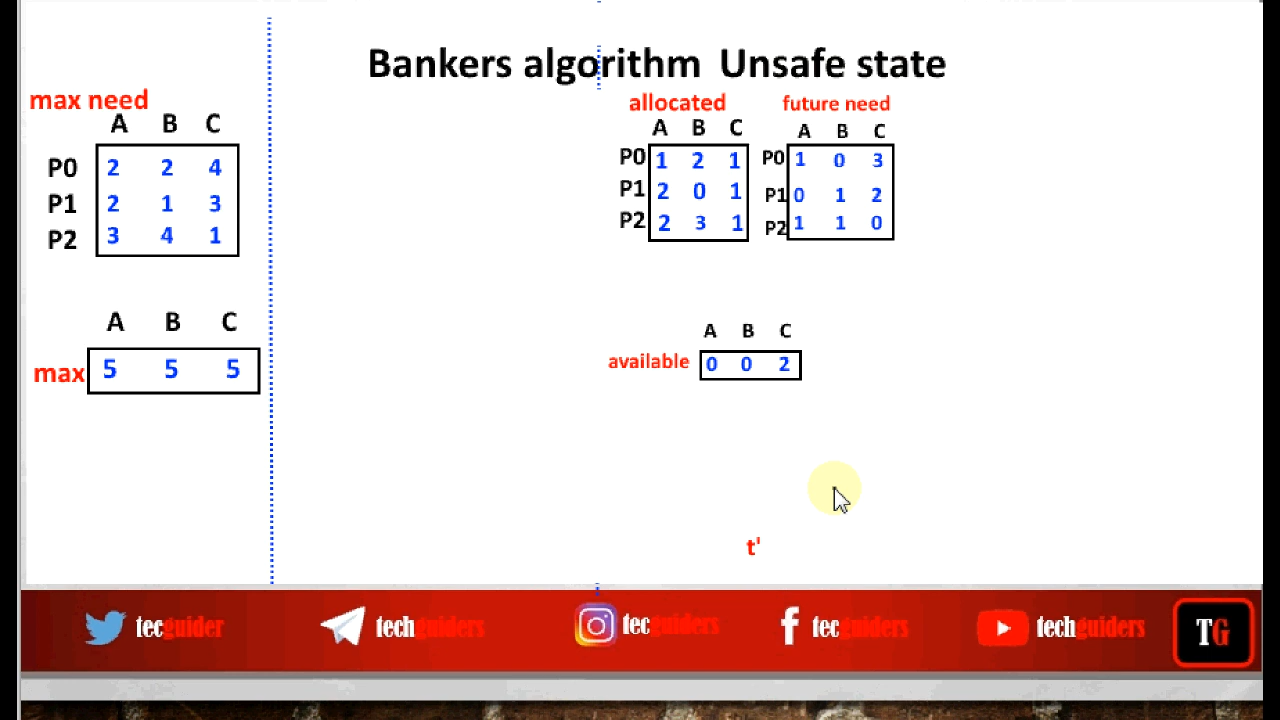 Bankers algorithm Unsafe state
max need
A B C
P0 2 2 4
P1 2 1 3
P2 3 4 1
A B C
max 5 5 5
allocated
A B C
P0 1 2 1
P1 2 0 1
P2 2 3 1
future need
A B C
P0 1 0 3
P1 0 1 2
P2 1 1 0
A B C
available 0 0 2
t'
tecguider
techguiders
tecguiders
tecguiders
techguiders
TG